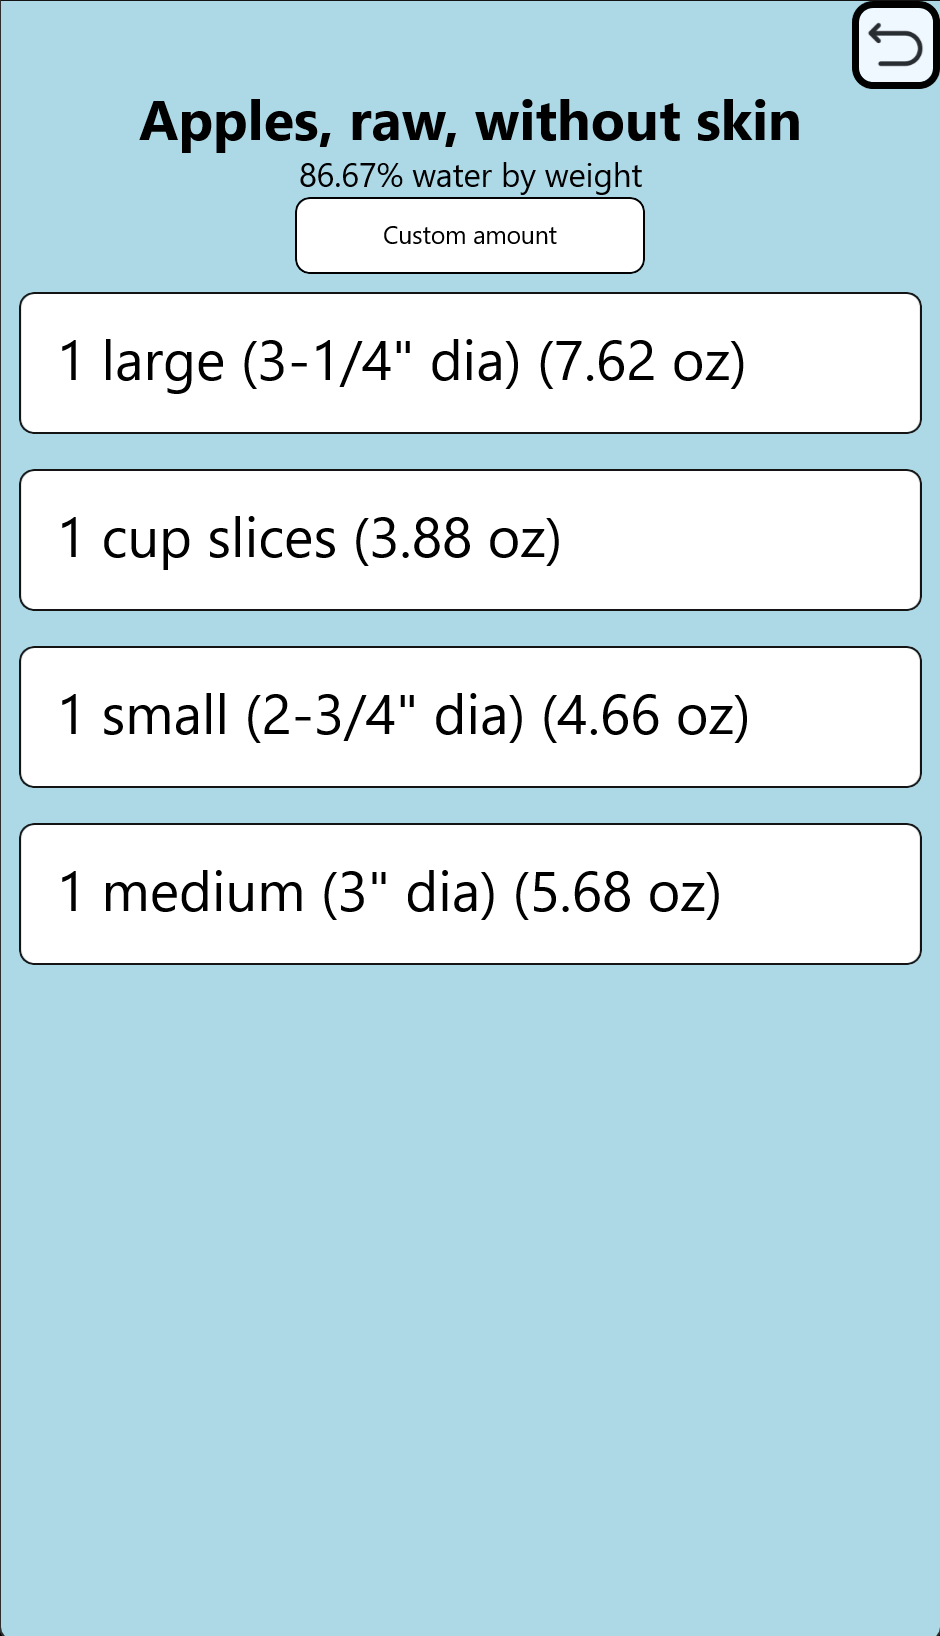 Apples, raw, without skin
86.67% water by weight
Custom amount
1 large (3-1/4" dia) (7.62 oz)
1 cup slices (3.88 oz)
1 small (2-3/4" dia) (4.66 oz)
1 medium (3" dia) (5.68 oz)